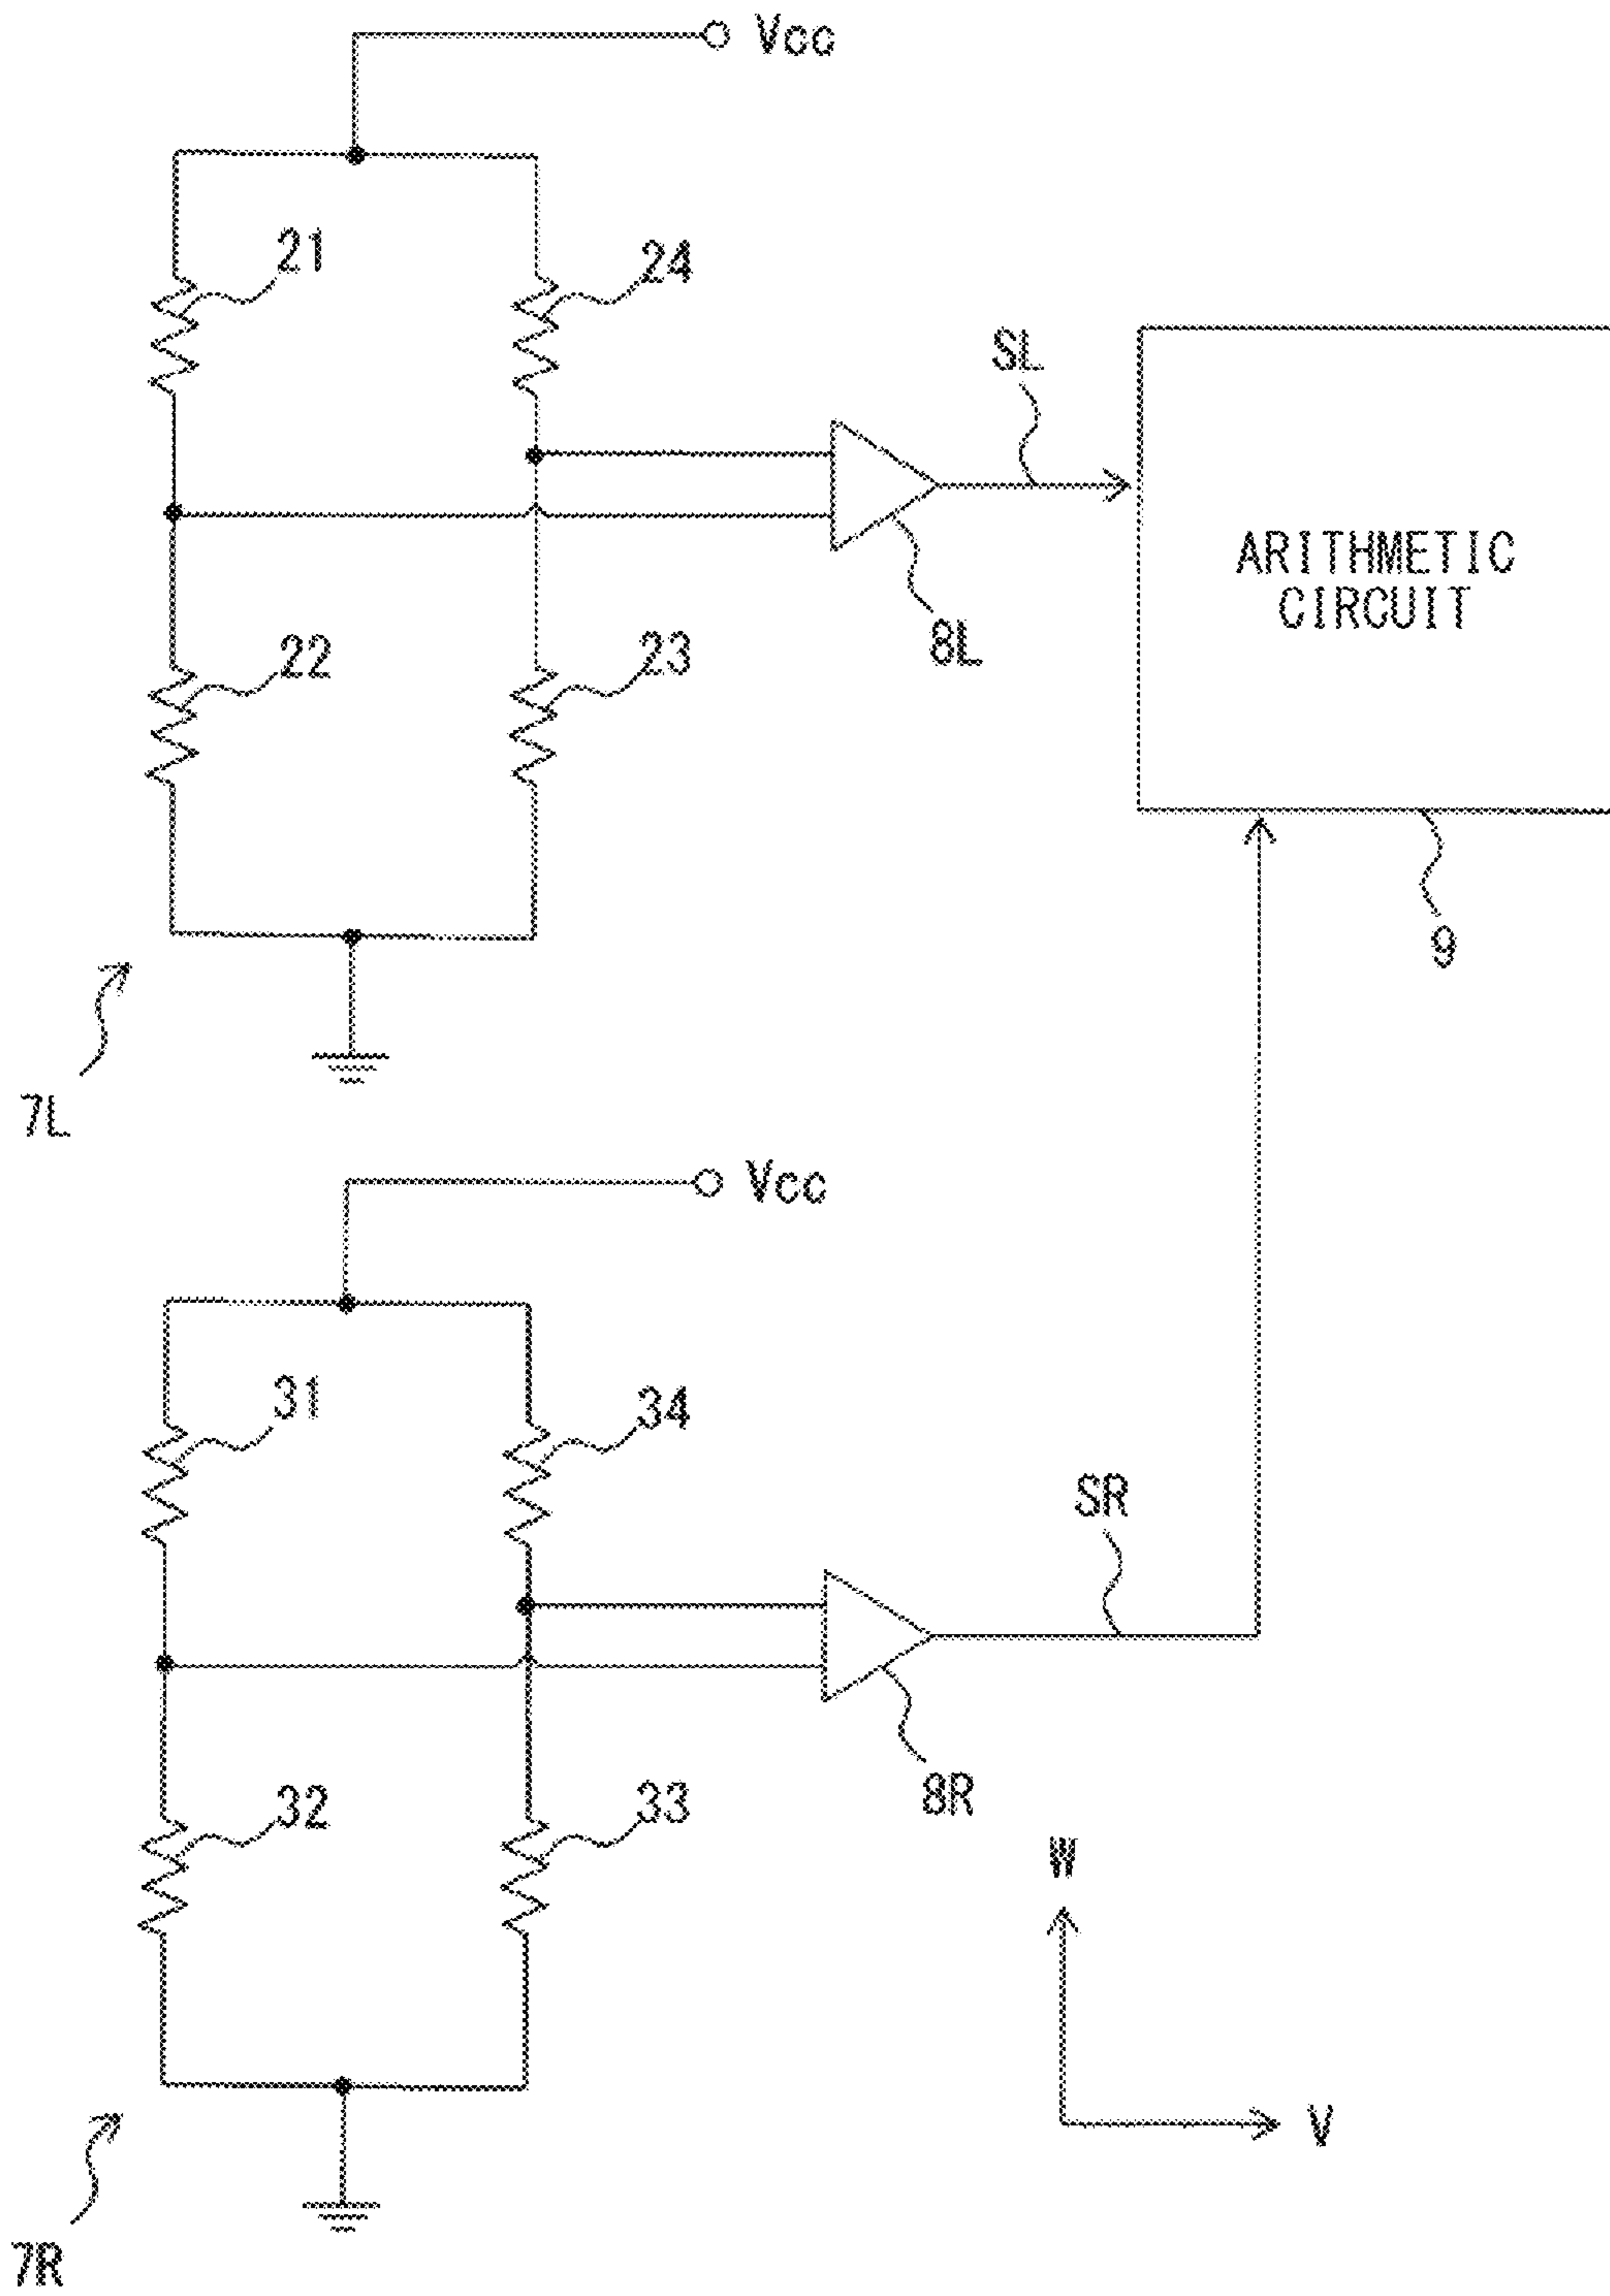 Vcc
21
24
SL
ARITHMETIC
CIRCUIT
8L
22
23
9
7L
Vcc
31
34
SR
8R
32
33
W
V
7R